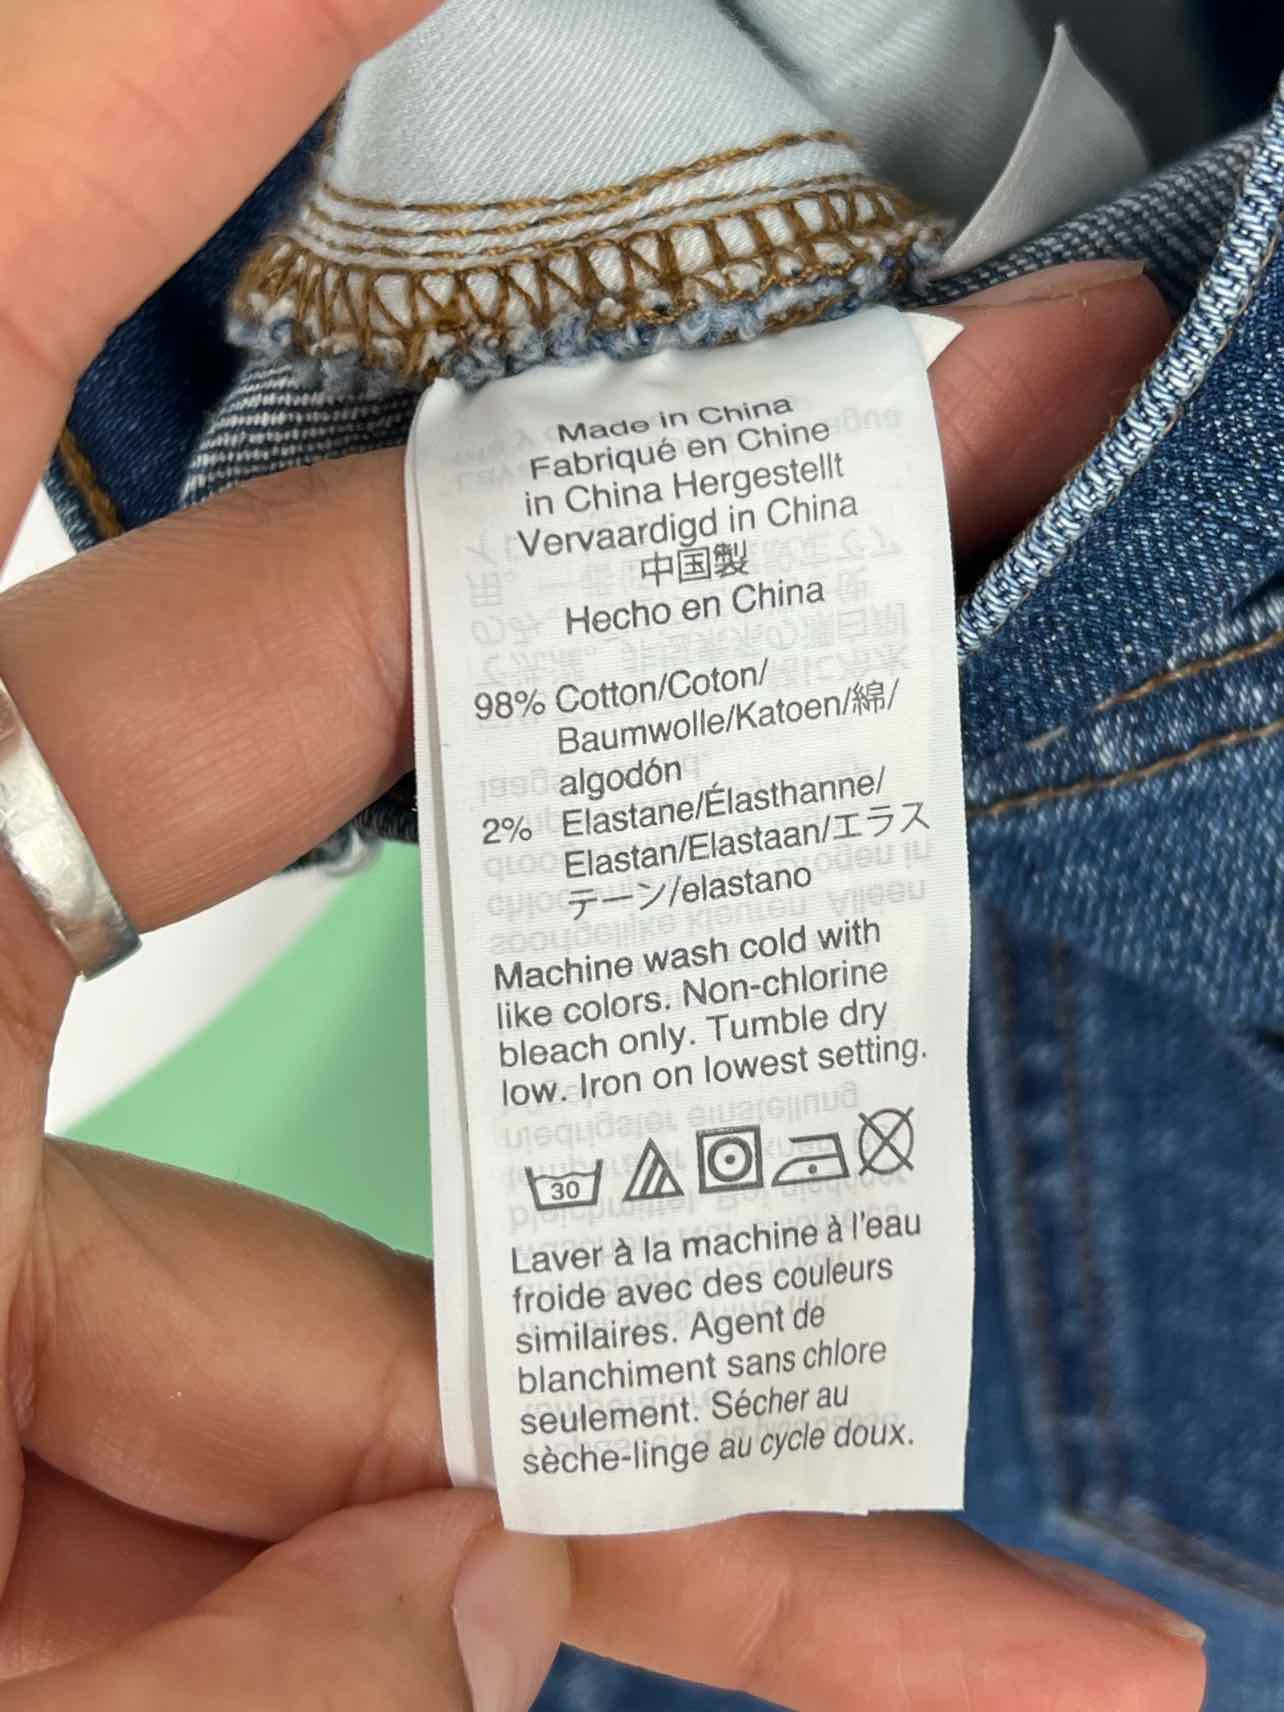 Made in China
Fabriqué en Chine
in China Hergestellt
Vervaardigd in China
中国製
Hecho en China
98% Cotton/Coton/
Baumwolle/Katoen/綿/
algodón
2% Elastane/Élasthanne/
Elastan/Elastaan/エラス
テーン/elastano
Machine wash cold with
like colors. Non-chlorine
bleach only. Tumble dry
low. Iron on lowest setting.
30
Laver à la machine à l'eau
froide avec des couleurs
similaires. Agent de
blanchiment sans chlore
seulement. Sécher au
sèche-linge au cycle doux.